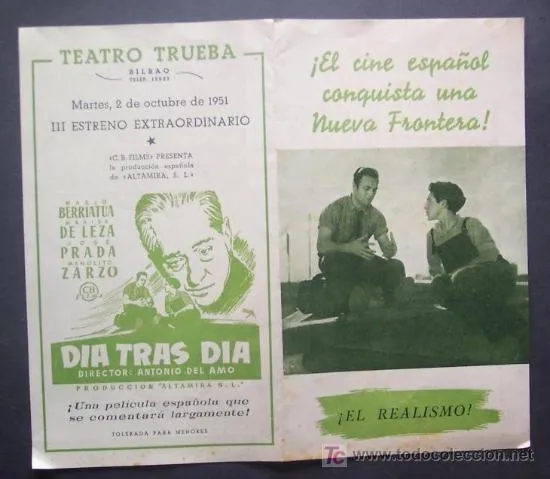 TEATRO TRUEBA
BILBAO
Martes, 2 de octubre de 1951
III ESTRENO EXTRAORDINARIO
«C. B. FILMS» PRESENTA
la producción española
de «ALTAMIRA, S. L.»
MARIO
BERRIATUA
MARISA
DE LEZA
JOSE
PRADA
MANOLITO
ZARZO
CB
FILMS
DIA TRAS DIA
DIRECTOR: ANTONIO DEL AMO
PRODUCCION "ALTAMIRA S.L."
¡Una película española que
se comentará largamente!
TOLERADA PARA MENORES
¡El cine español
conquista una
Nueva Frontera!
¡EL REALISMO!
TC www.todocoleccion.net